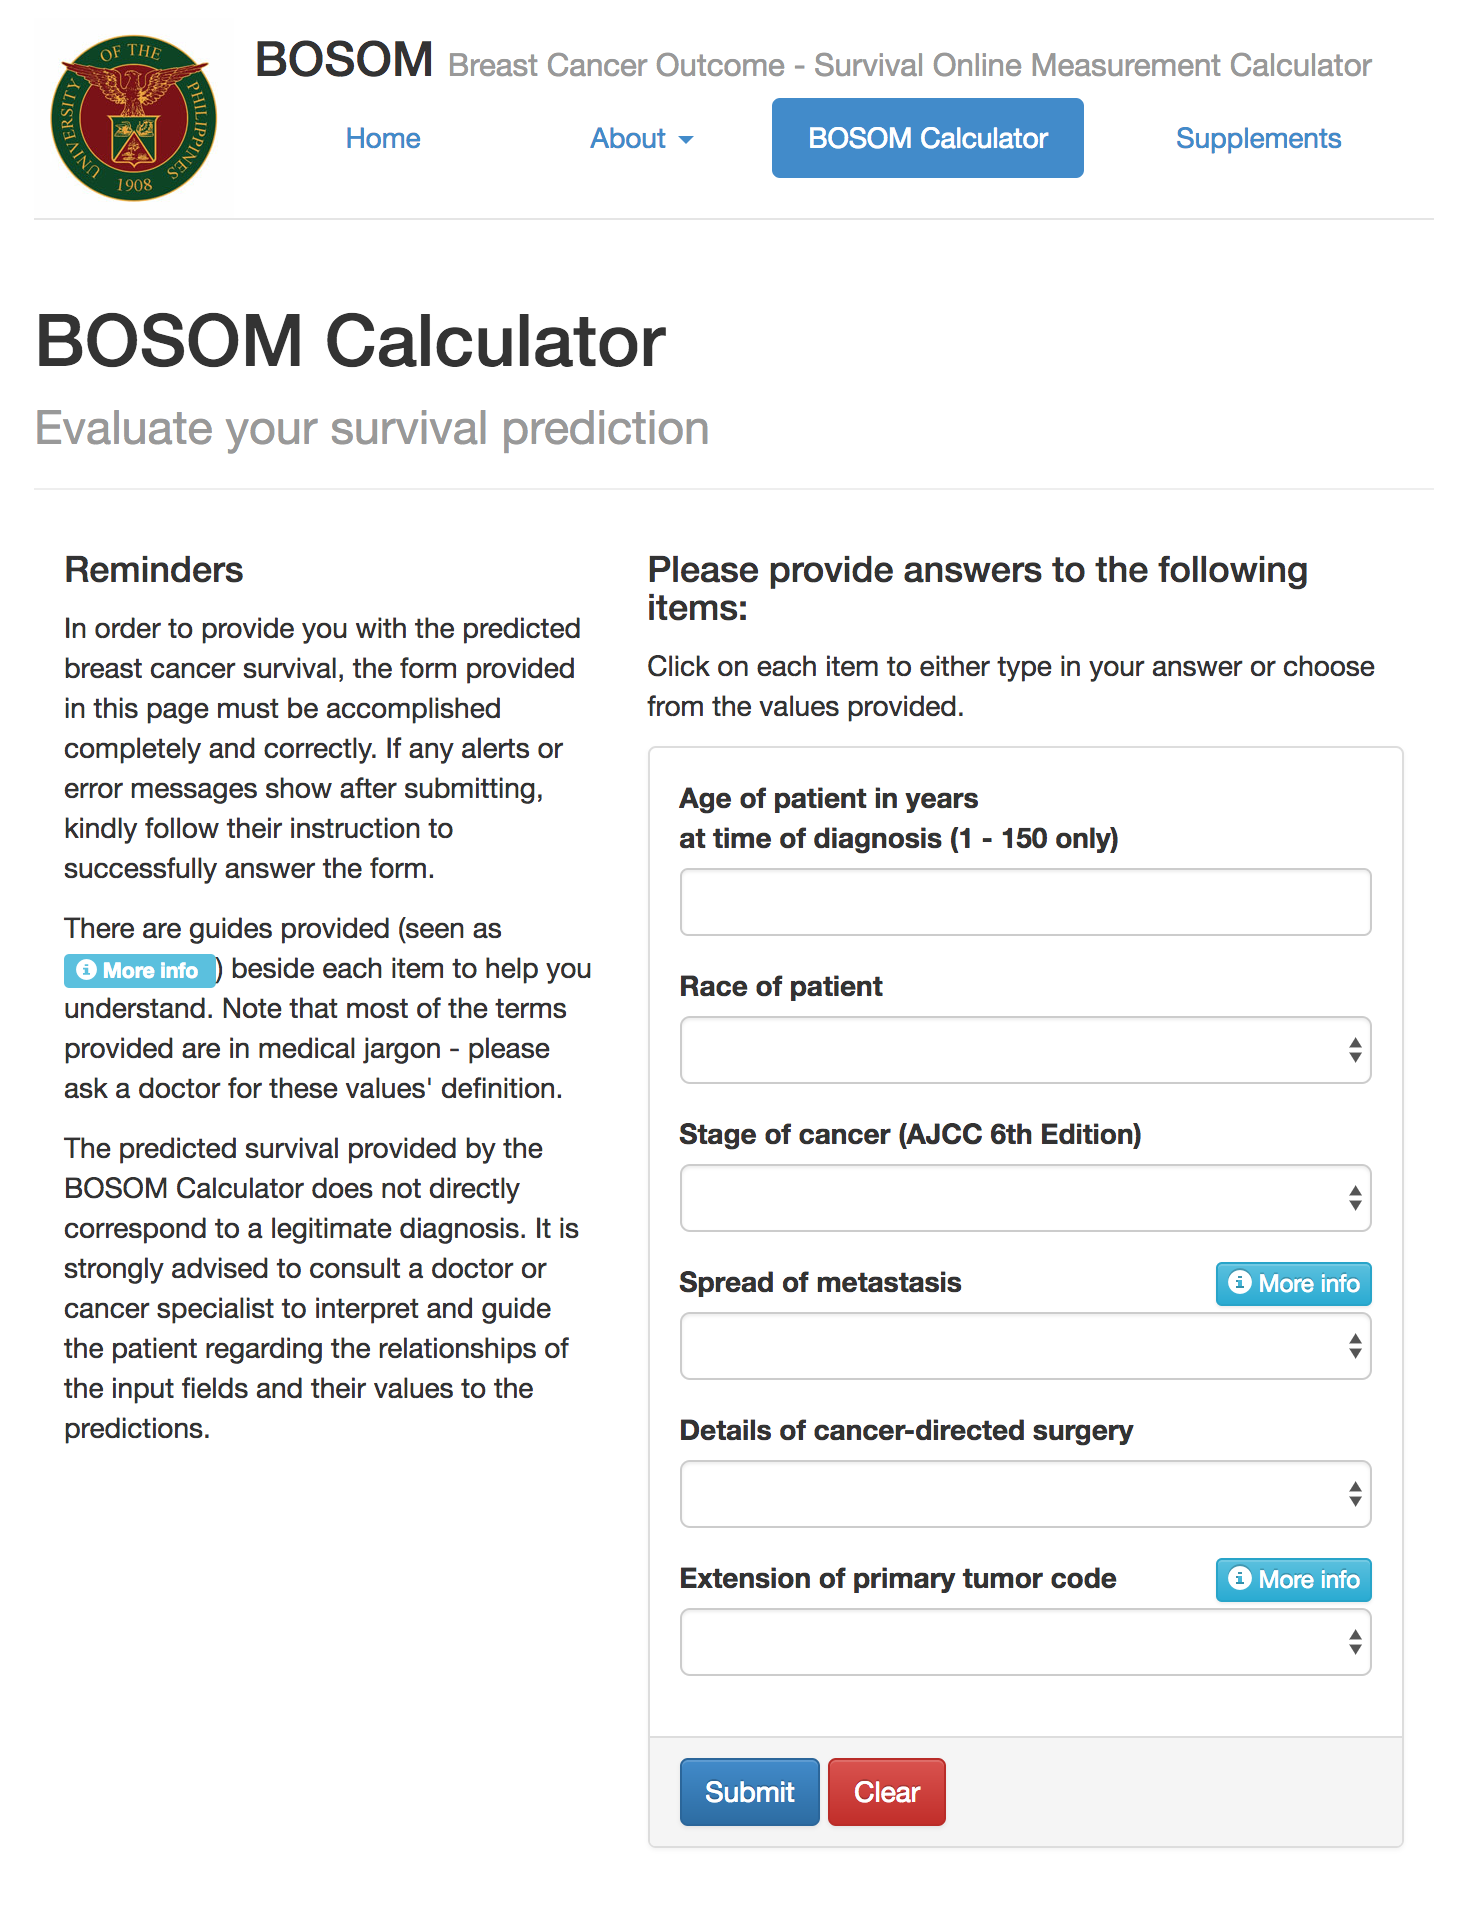 UNIVERSITY OF THE PHILIPPINES
1908
BOSOM Breast Cancer Outcome - Survival Online Measurement Calculator
Home About BOSOM Calculator Supplements
BOSOM Calculator
Evaluate your survival prediction
Reminders
In order to provide you with the predicted
breast cancer survival, the form provided
in this page must be accomplished
completely and correctly. If any alerts or
error messages show after submitting,
kindly follow their instruction to
successfully answer the form.
There are guides provided (seen as
More info) beside each item to help you
understand. Note that most of the terms
provided are in medical jargon - please
ask a doctor for these values' definition.
The predicted survival provided by the
BOSOM Calculator does not directly
correspond to a legitimate diagnosis. It is
strongly advised to consult a doctor or
cancer specialist to interpret and guide
the patient regarding the relationships of
the input fields and their values to the
predictions.
Please provide answers to the following
items:
Click on each item to either type in your answer or choose
from the values provided.
Age of patient in years
at time of diagnosis (1 - 150 only)
Race of patient
Stage of cancer (AJCC 6th Edition)
Spread of metastasis More info
Details of cancer-directed surgery
Extension of primary tumor code More info
Submit Clear